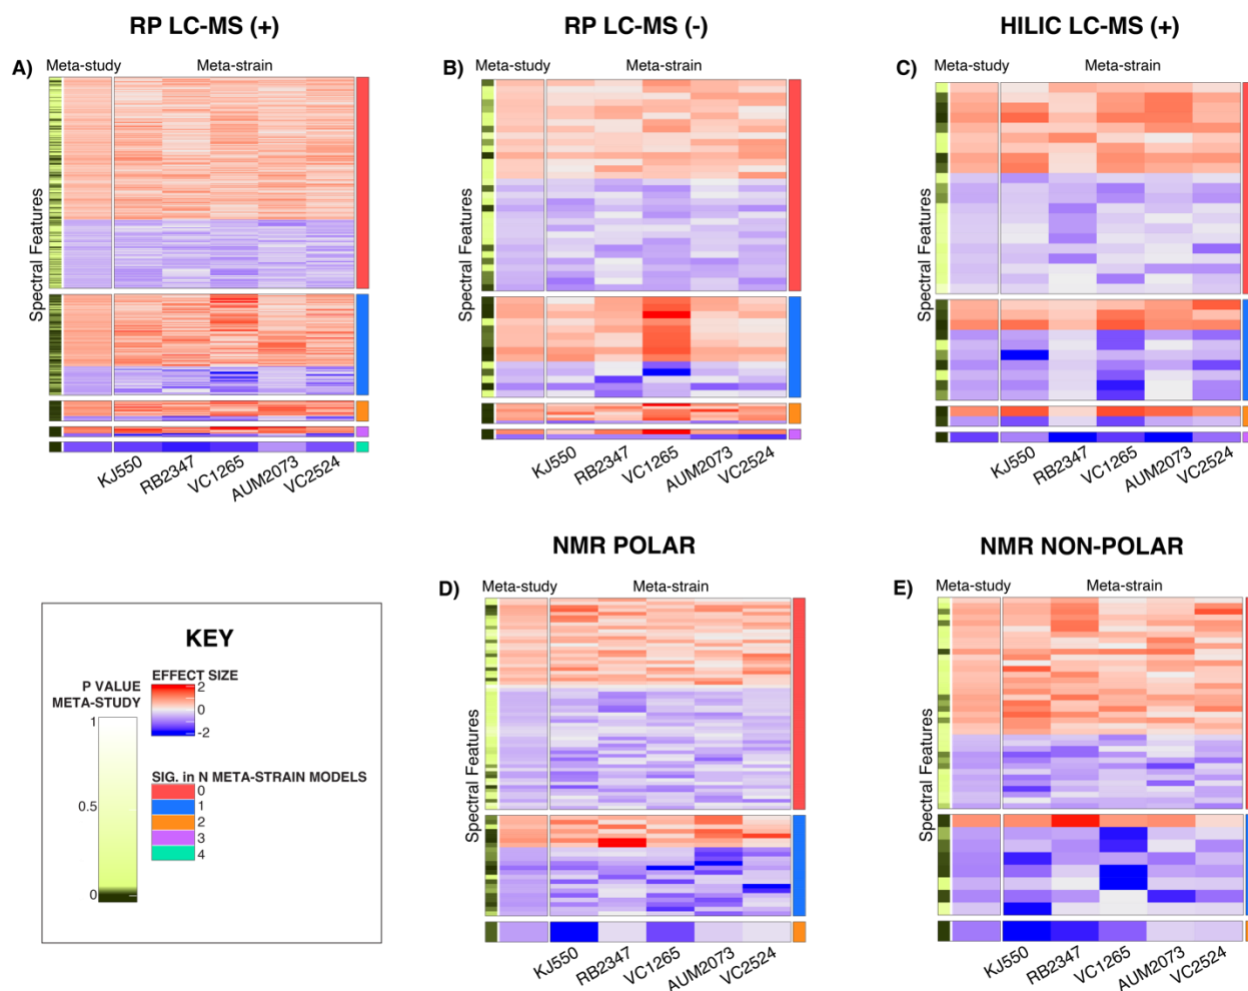 RP LC-MS (+)
RP LC-MS (-)
HILIC LC-MS (+)
A)
Meta-study
Meta-strain
B)
Meta-study
Meta-strain
C)
Meta-study
Meta-strain
Spectral Features
Spectral Features
Spectral Features
KJ550
RB2347
VC1265
AUM2073
VC2524
KJ550
RB2347
VC1265
AUM2073
VC2524
KJ550
RB2347
VC1265
AUM2073
VC2524
NMR POLAR
NMR NON-POLAR
D)
Meta-study
Meta-strain
E)
Meta-study
Meta-strain
Spectral Features
Spectral Features
KJ550
RB2347
VC1265
AUM2073
VC2524
KJ550
RB2347
VC1265
AUM2073
VC2524
KEY
P VALUE
META-STUDY
1
0.5
0
EFFECT SIZE
2
0
-2
SIG. in N META-STRAIN MODELS
0
1
2
3
4